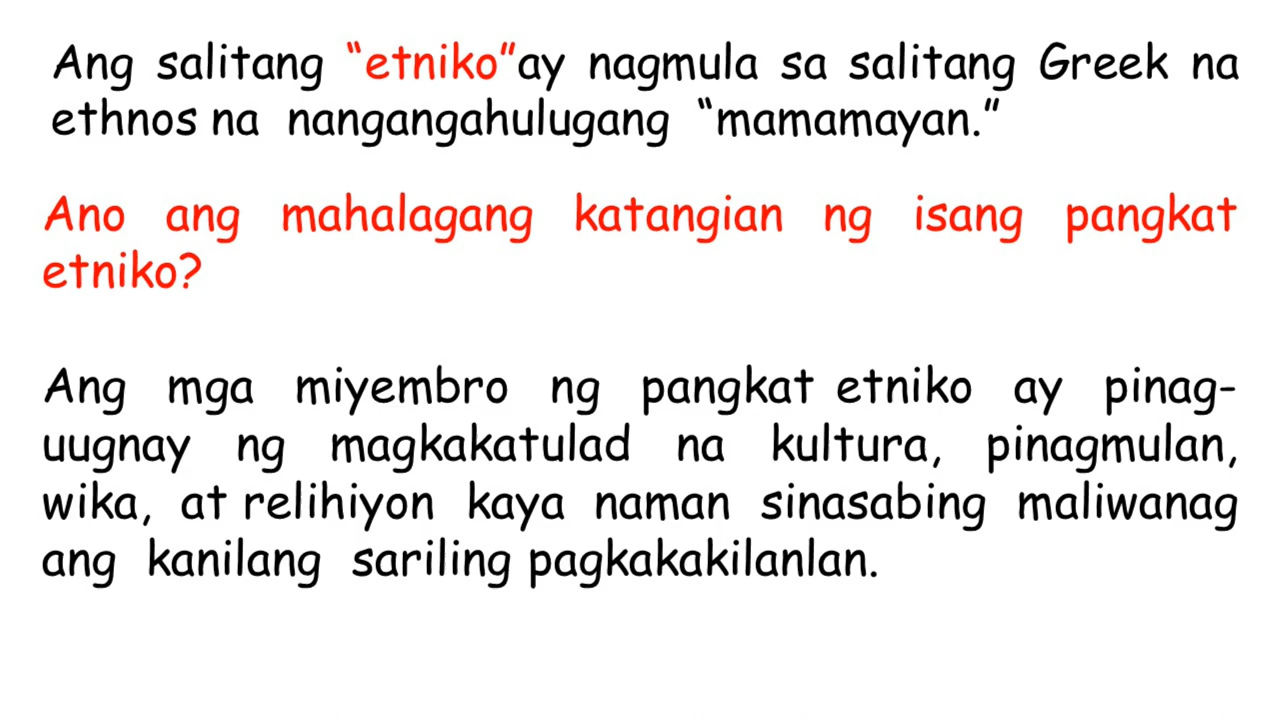 Ang salitang “etniko”ay nagmula sa salitang Greek na
ethnos na nangangahulugang “mamamayan.”
Ano ang mahalagang katangian ng isang pangkat
etniko?
Ang mga miyembro ng pangkat etniko ay pinag-
uugnay ng magkakatulad na kultura, pinagmulan,
wika, at relihiyon kaya naman sinasabing maliwanag
ang kanilang sariling pagkakakilanlan.